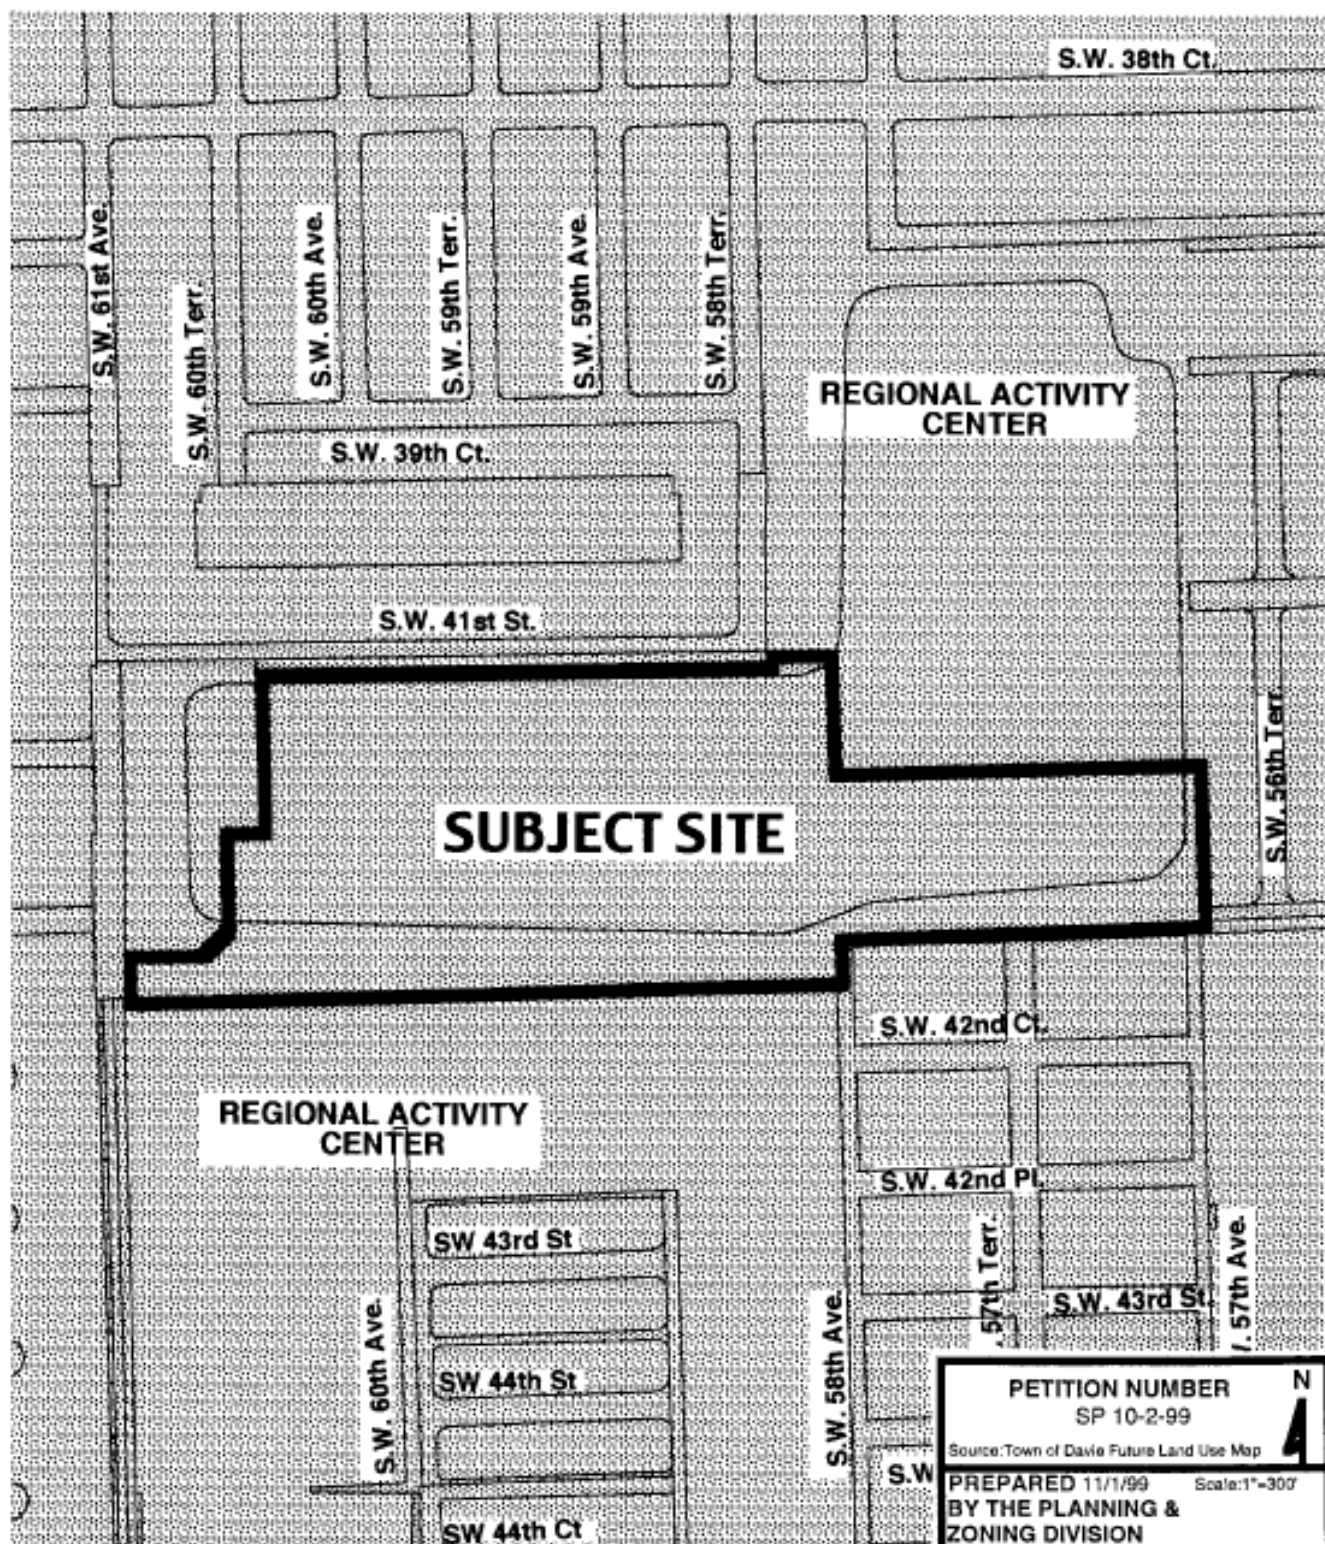 S.W. 38th Ct.
S.W. 61st Ave.
S.W. 60th Terr.
S.W. 60th Ave.
S.W. 59th Terr.
S.W. 59th Ave.
S.W. 58th Terr.
REGIONAL ACTIVITY
CENTER
S.W. 39th Ct.
S.W. 41st St.
S.W. 56th Terr.
SUBJECT SITE
S.W. 42nd Ct.
REGIONAL ACTIVITY
CENTER
S.W. 42nd Pl.
SW 43rd St
. 57th Terr.
57th Ave.
S.W. 43rd St.
S.W. 60th Ave.
S.W. 58th Ave.
SW 44th St
S.W
SW 44th Ct
PETITION NUMBER
N
SP 10-2-99
Source:Town of Davie Future Land Use Map
PREPARED 11/1/99 Scale:1"=300'
BY THE PLANNING &
ZONING DIVISION